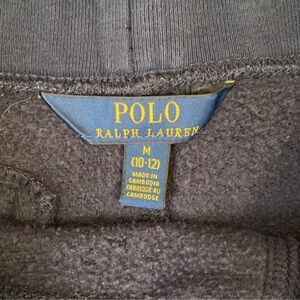 POLO
RALPH LAUREN
M
(10-12)
MADE IN
CAMBODIA
FABRIQUÉ AU
CAMBODGE